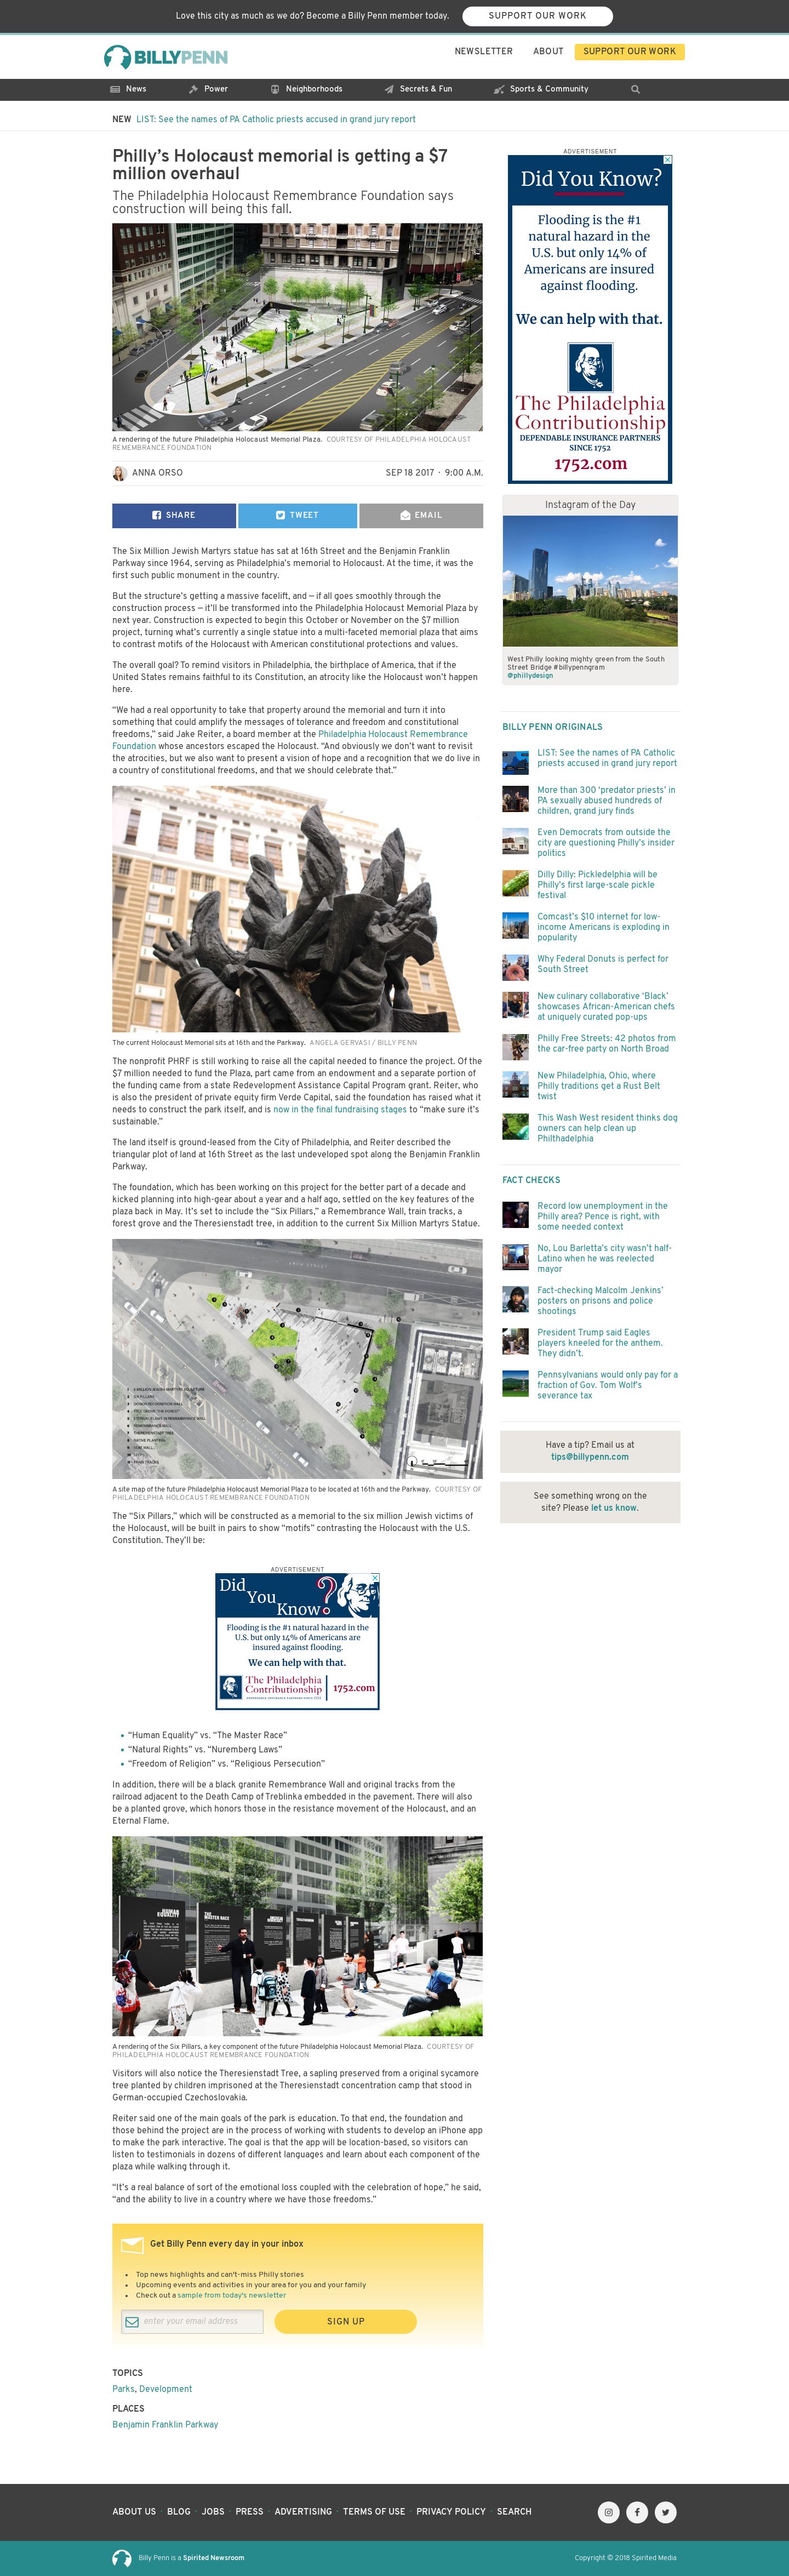 Love this city as much as we do? Become a Billy Penn member today.
SUPPORT OUR WORK
BILLYPENN
NEWSLETTER
ABOUT
SUPPORT OUR WORK
News
Power
Neighborhoods
Secrets & Fun
Sports & Community
NEW LIST: See the names of PA Catholic priests accused in grand jury report
Philly's Holocaust memorial is getting a $7
million overhaul
The Philadelphia Holocaust Remembrance Foundation says
construction will being this fall.
A rendering of the future Philadelphia Holocaust Memorial Plaza. COURTESY OF PHILADELPHIA HOLOCAUST
REMEMBRANCE FOUNDATION
ANNA ORSO
SEP 18 2017 · 9:00 A.M.
SHARE
TWEET
EMAIL
The Six Million Jewish Martyrs statue has sat at 16th Street and the Benjamin Franklin
Parkway since 1964, serving as Philadelphia's memorial to Holocaust. At the time, it was the
first such public monument in the country.
But the structure's getting a massive facelift, and — if all goes smoothly through the
construction process — it'll be transformed into the Philadelphia Holocaust Memorial Plaza by
next year. Construction is expected to begin this October or November on the $7 million
project, turning what's currently a single statue into a multi-faceted memorial plaza that aims
to contrast motifs of the Holocaust with American constitutional protections and values.
The overall goal? To remind visitors in Philadelphia, the birthplace of America, that if the
United States remains faithful to its Constitution, an atrocity like the Holocaust won't happen
here.
“We had a real opportunity to take that property around the memorial and turn it into
something that could amplify the messages of tolerance and freedom and constitutional
freedoms,” said Jake Reiter, a board member at the Philadelphia Holocaust Remembrance
Foundation whose ancestors escaped the Holocaust. “And obviously we don't want to revisit
the atrocities, but we also want to present a vision of hope and a recognition that we live in
a country of constitutional freedoms, and that we should celebrate that.”
The current Holocaust Memorial sits at 16th and the Parkway. ANGELA GERVASI / BILLY PENN
The nonprofit PHRF is still working to raise all the capital needed to finance the project. Of the
$7 million needed to fund the Plaza, part came from an endowment and a separate portion of
the funding came from a state Redevelopment Assistance Capital Program grant. Reiter, who
is also the president of private equity firm Verde Capital, said the foundation has raised what it
needs to construct the park itself, and is now in the final fundraising stages to “make sure it's
sustainable.”
The land itself is ground-leased from the City of Philadelphia, and Reiter described the
triangular plot of land at 16th Street as the last undeveloped spot along the Benjamin Franklin
Parkway.
The foundation, which has been working on this project for the better part of a decade and
kicked planning into high-gear about a year and a half ago, settled on the key features of the
plaza back in May. It's set to include the “Six Pillars,” a Remembrance Wall, train tracks, a
forest grove and the Theresienstadt tree, in addition to the current Six Million Martyrs Statue.
A site map of the future Philadelphia Holocaust Memorial Plaza to be located at 16th and the Parkway. COURTESY OF
PHILADELPHIA HOLOCAUST REMEMBRANCE FOUNDATION
The “Six Pillars,” which will be constructed as a memorial to the six million Jewish victims of
the Holocaust, will be built in pairs to show “motifs” contrasting the Holocaust with the U.S.
Constitution. They'll be:
ADVERTISEMENT
Did
You
Know?
Flooding is the #1 natural hazard in the
U.S. but only 14% of Americans are
insured against flooding.
We can help with that.
The Philadelphia
Contributionship
1752.com
“Human Equality” vs. “The Master Race”
“Natural Rights” vs. “Nuremberg Laws”
“Freedom of Religion” vs. “Religious Persecution”
In addition, there will be a black granite Remembrance Wall and original tracks from the
railroad adjacent to the Death Camp of Treblinka embedded in the pavement. There will also
be a planted grove, which honors those in the resistance movement of the Holocaust, and an
Eternal Flame.
HUMAN
EQUALITY
THE
MASTER RACE
A rendering of the Six Pillars, a key component of the future Philadelphia Holocaust Memorial Plaza. COURTESY OF
PHILADELPHIA HOLOCAUST REMEMBRANCE FOUNDATION
Visitors will also notice the Theresienstadt Tree, a sapling preserved from a original sycamore
tree planted by children imprisoned at the Theresienstadt concentration camp that stood in
German-occupied Czechoslovakia.
Reiter said one of the main goals of the park is education. To that end, the foundation and
those behind the project are in the process of working with students to develop an iPhone app
to make the park interactive. The goal is that the app will be location-based, so visitors can
listen to testimonials in dozens of different languages and learn about each component of the
plaza while walking through it.
“It's a real balance of sort of the emotional loss coupled with the celebration of hope,” he said,
“and the ability to live in a country where we have those freedoms.”
Get Billy Penn every day in your inbox
Top news highlights and can't-miss Philly stories
Upcoming events and activities in your area for you and your family
Check out a sample from today's newsletter
enter your email address
SIGN UP
TOPICS
Parks, Development
PLACES
Benjamin Franklin Parkway
ADVERTISEMENT
Did You Know?
Flooding is the #1
natural hazard in the
U.S. but only 14% of
Americans are insured
against flooding.
We can help with that.
The Philadelphia
Contributionship
DEPENDABLE INSURANCE PARTNERS
SINCE 1752
1752.com
Instagram of the Day
West Philly looking mighty green from the South
Street Bridge #billypenngram
@phillydesign
BILLY PENN ORIGINALS
LIST: See the names of PA Catholic
priests accused in grand jury report
More than 300 'predator priests' in
PA sexually abused hundreds of
children, grand jury finds
Even Democrats from outside the
city are questioning Philly's insider
politics
Dilly Dilly: Pickledelphia will be
Philly's first large-scale pickle
festival
Comcast's $10 internet for low-
income Americans is exploding in
popularity
Why Federal Donuts is perfect for
South Street
New culinary collaborative 'Black'
showcases African-American chefs
at uniquely curated pop-ups
Philly Free Streets: 42 photos from
the car-free party on North Broad
New Philadelphia, Ohio, where
Philly traditions get a Rust Belt
twist
This Wash West resident thinks dog
owners can help clean up
Philthadelphia
FACT CHECKS
Record low unemployment in the
Philly area? Pence is right, with
some needed context
No, Lou Barletta's city wasn't half-
Latino when he was reelected
mayor
Fact-checking Malcolm Jenkins'
posters on prisons and police
shootings
President Trump said Eagles
players kneeled for the anthem.
They didn't.
Pennsylvanians would only pay for a
fraction of Gov. Tom Wolf's
severance tax
Have a tip? Email us at
tips@billypenn.com
See something wrong on the
site? Please let us know.
ABOUT US · BLOG · JOBS · PRESS · ADVERTISING · TERMS OF USE · PRIVACY POLICY · SEARCH
Billy Penn is a Spirited Newsroom
Copyright © 2018 Spirited Media